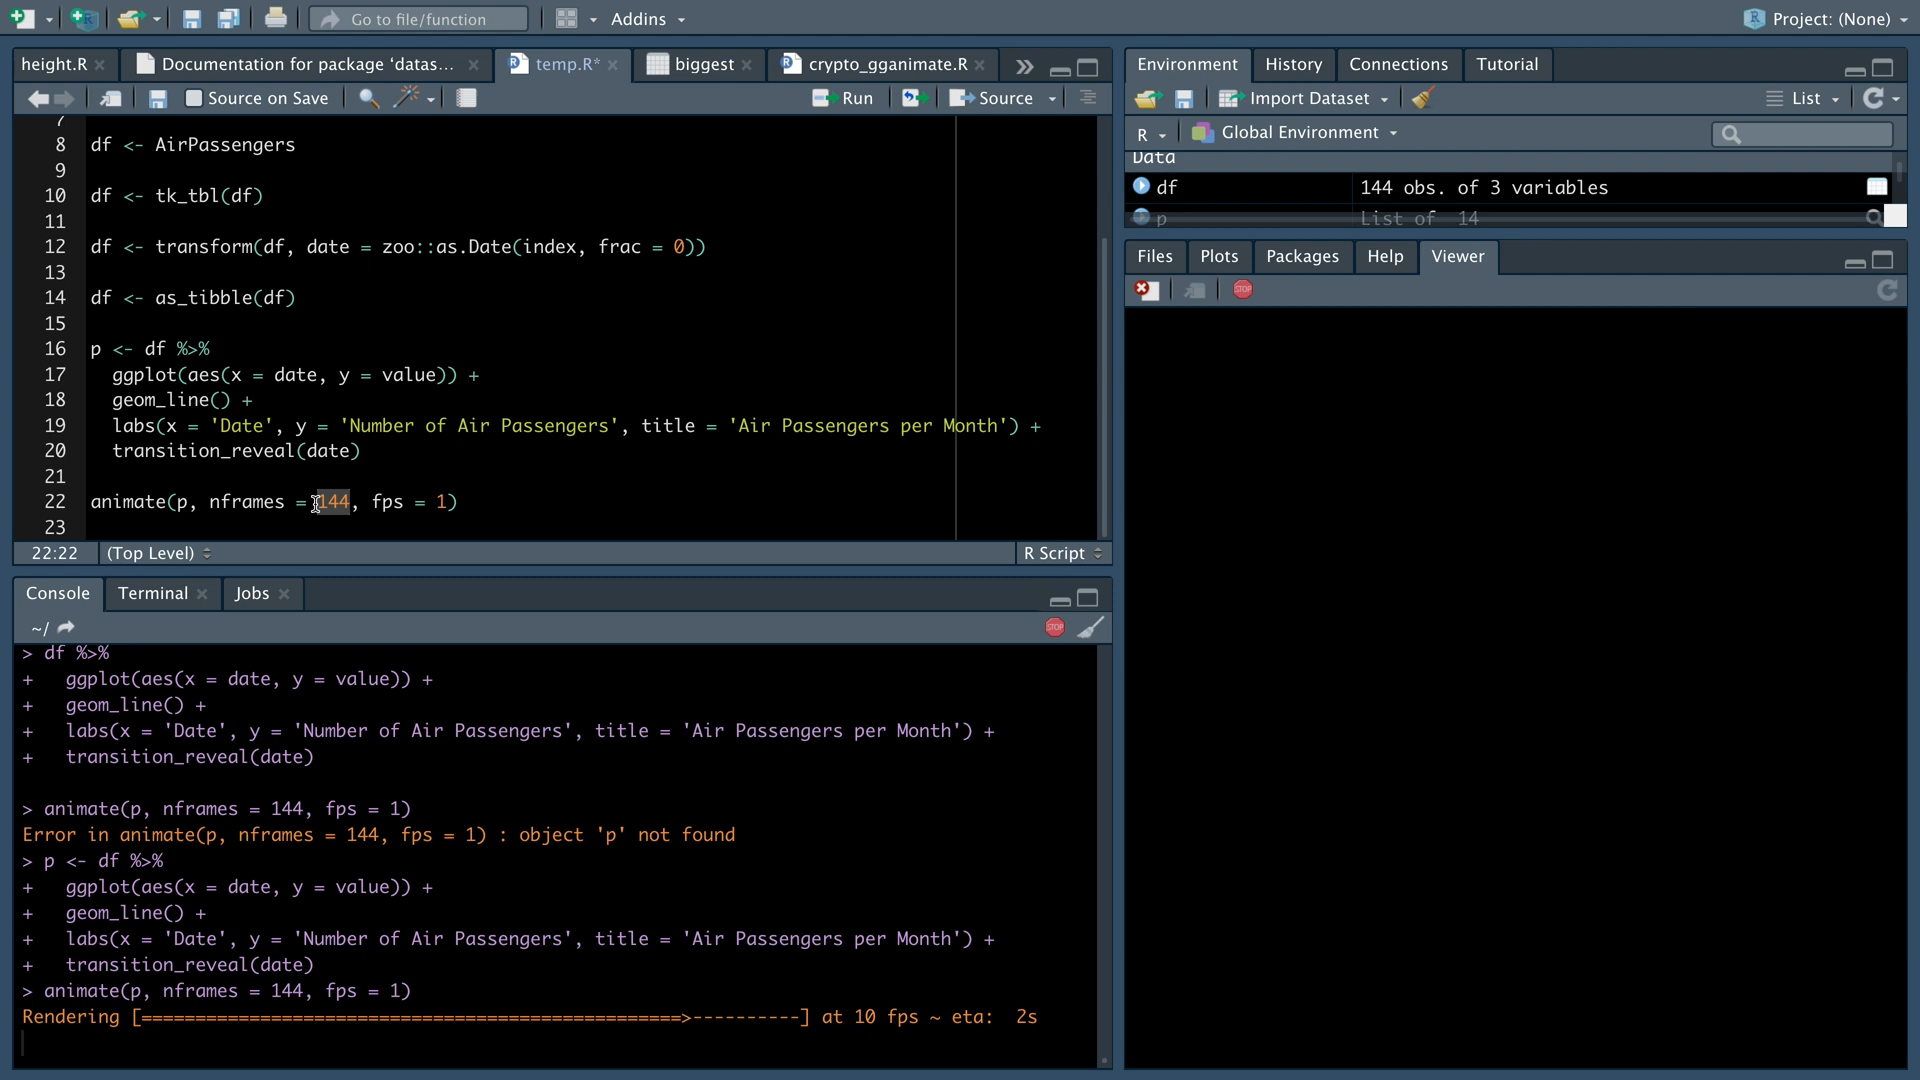 Go to file/function
Addins
Project: (None)
height.R
Documentation for package ‘datas...
temp.R*
biggest
crypto_gganimate.R
Source on Save
Run
Source
7
8 df <- AirPassengers
9
10 df <- tk_tbl(df)
11
12 df <- transform(df, date = zoo::as.Date(index, frac = 0))
13
14 df <- as_tibble(df)
15
16 p <- df %>%
17 ggplot(aes(x = date, y = value)) +
18 geom_line() +
19 labs(x = 'Date', y = 'Number of Air Passengers', title = 'Air Passengers per Month') +
20 transition_reveal(date)
21
22 animate(p, nframes = 144, fps = 1)
23
22:22 (Top Level) R Script
Console Terminal Jobs
~/
> df %>%
+ ggplot(aes(x = date, y = value)) +
+ geom_line() +
+ labs(x = 'Date', y = 'Number of Air Passengers', title = 'Air Passengers per Month') +
+ transition_reveal(date)
> animate(p, nframes = 144, fps = 1)
Error in animate(p, nframes = 144, fps = 1) : object 'p' not found
> p <- df %>%
+ ggplot(aes(x = date, y = value)) +
+ geom_line() +
+ labs(x = 'Date', y = 'Number of Air Passengers', title = 'Air Passengers per Month') +
+ transition_reveal(date)
> animate(p, nframes = 144, fps = 1)
Rendering [==================================================>----------] at 10 fps ~ eta: 2s
STOP
Environment History Connections Tutorial
Import Dataset
List
R Global Environment
Data
df 144 obs. of 3 variables
p List of 14
Files Plots Packages Help Viewer
STOP